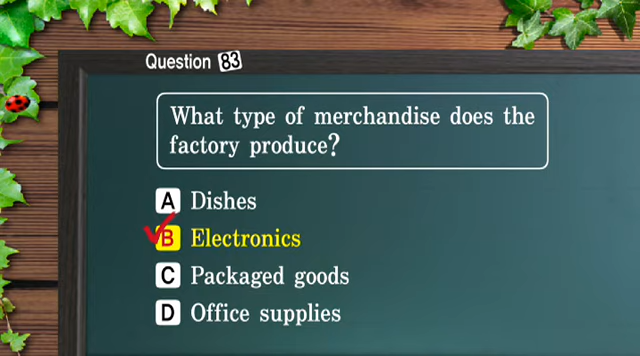 Question 83
What type of merchandise does the
factory produce?
A Dishes
B Electronics
C Packaged goods
D Office supplies